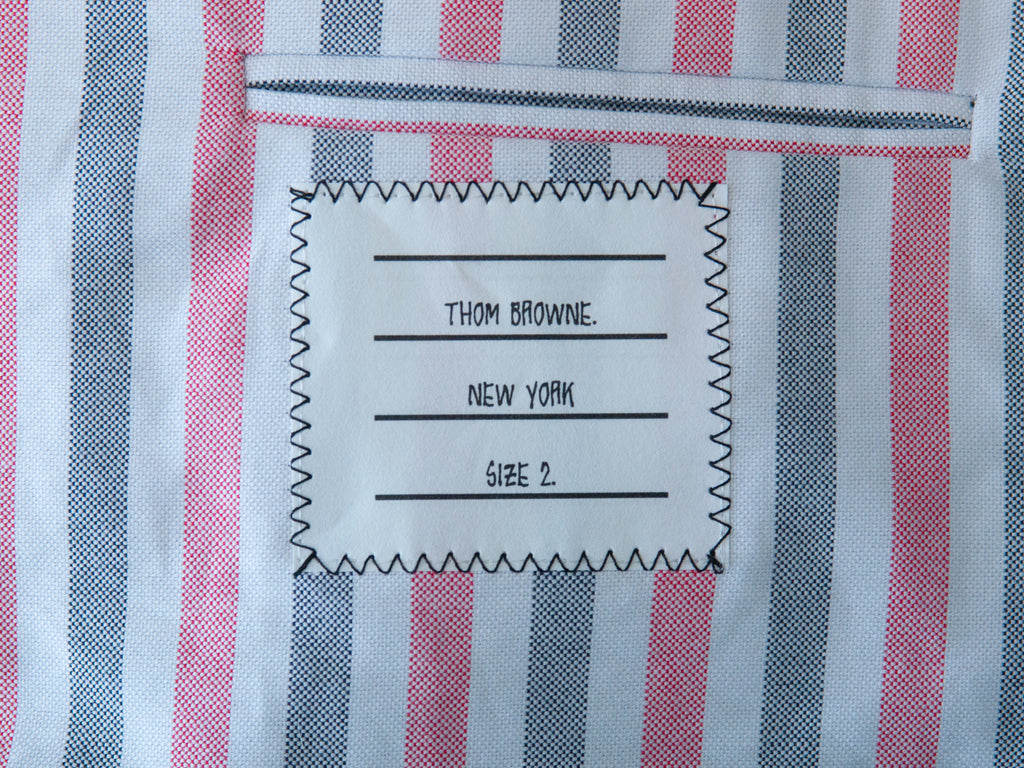 THOM BROWNE.
NEW YORK
SIZE 2.